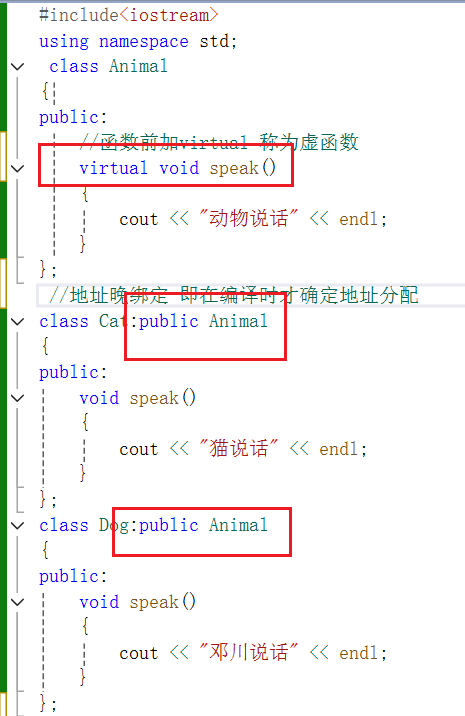 #include<iostream>
using namespace std;
class Animal
{
public:
//函数前加virtual 称为虚函数
virtual void speak()
{
cout << "动物说话" << endl;
}
};
//地址晚绑定 即在编译时才确定地址分配
class Cat:public Animal
{
public:
void speak()
{
cout << "猫说话" << endl;
}
};
class Dog:public Animal
{
public:
void speak()
{
cout << "邓川说话" << endl;
}
};